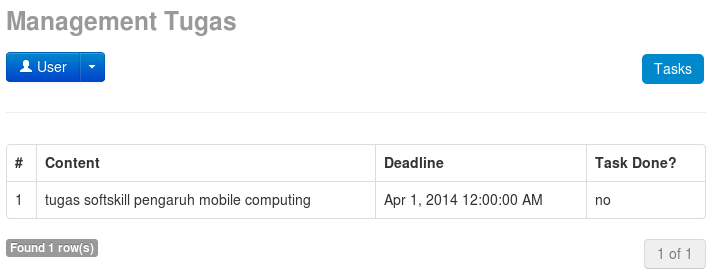 Management Tugas
User
Tasks
# Content Deadline Task Done?
1 tugas softskill pengaruh mobile computing Apr 1, 2014 12:00:00 AM no
Found 1 row(s)
1 of 1